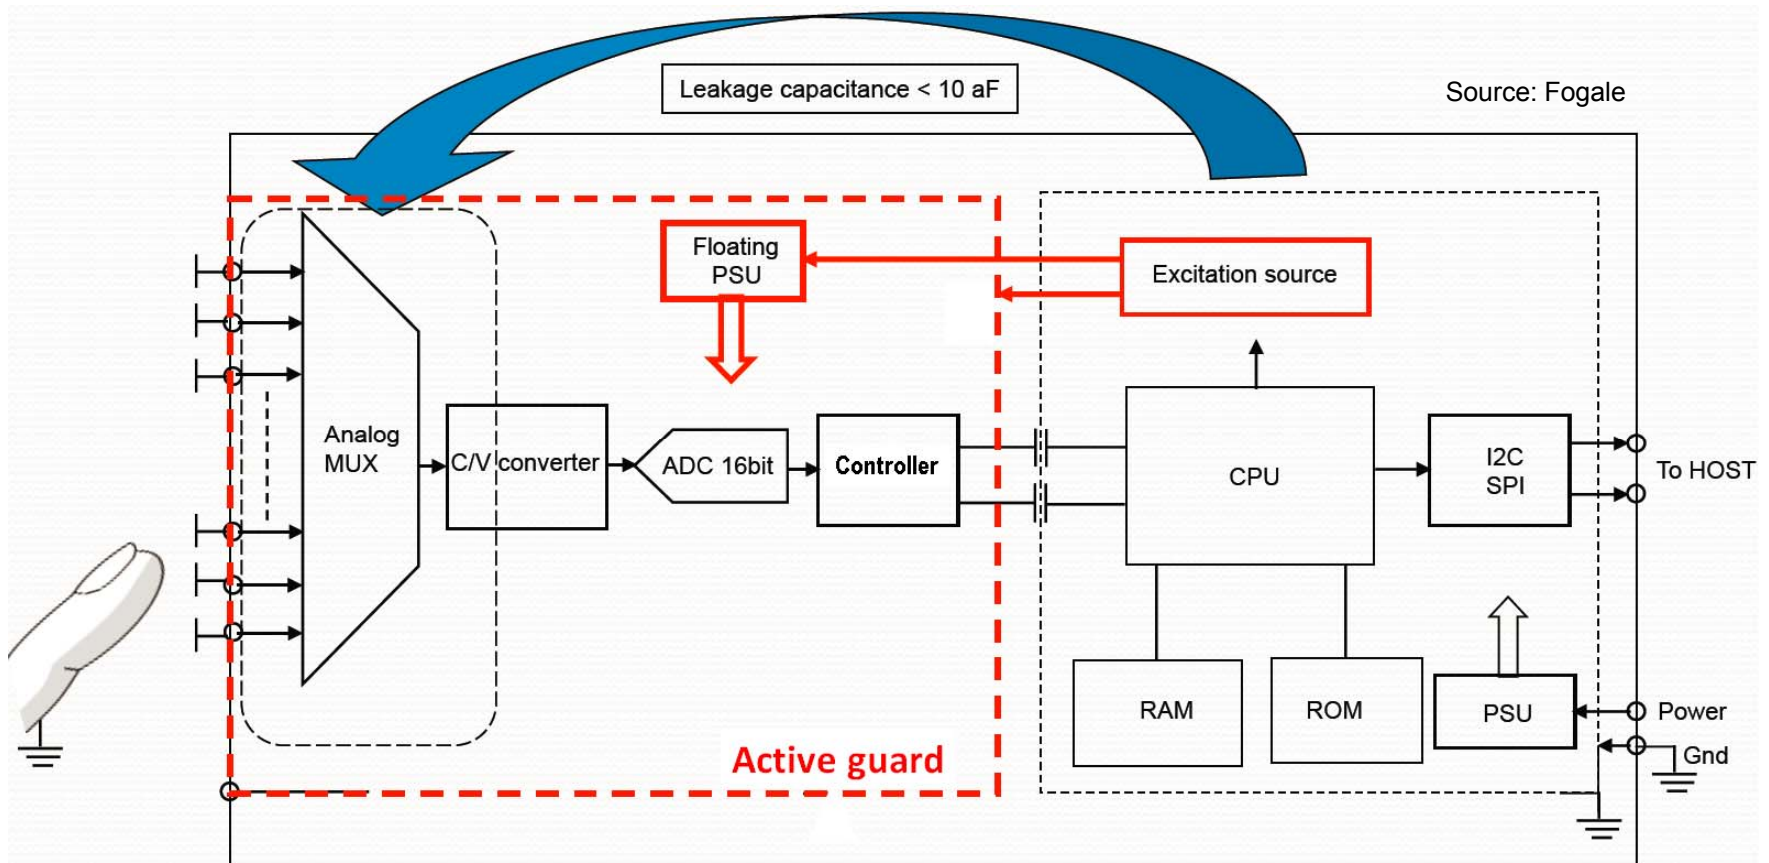 Leakage capacitance < 10 aF
Source: Fogale
Floating
PSU
Excitation source
Analog
MUX
C/V converter
ADC 16bit
Controller
CPU
I2C
SPI
To HOST
RAM
ROM
PSU
Power
Gnd
Active guard